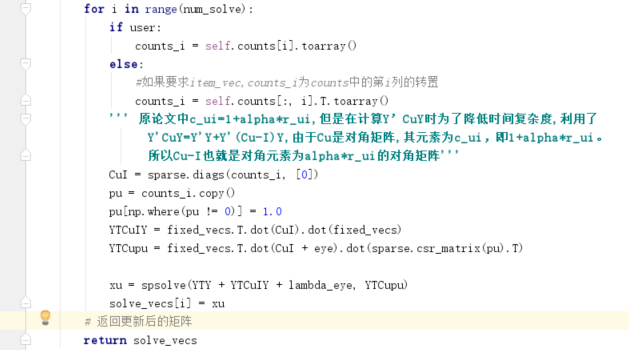 for i in range(num_solve):
if user:
counts_i = self.counts[i].toarray()
else:
#如果要求item_vec,counts_i为counts中的第i列的转置
counts_i = self.counts[:, i].T.toarray()
''' 原论文中c_ui=1+alpha*r_ui,但是在计算Y' CuY时为了降低时间复杂度,利用了
Y'CuY=Y'Y+Y'(Cu-I)Y,由于Cu是对角矩阵,其元素为c_ui,即1+alpha*r_ui。
所以Cu-I也就是对角元素为alpha*r_ui的对角矩阵'''
CuI = sparse.diags(counts_i, [0])
pu = counts_i.copy()
pu[np.where(pu != 0)] = 1.0
YTCuIY = fixed_vecs.T.dot(CuI).dot(fixed_vecs)
YTCupu = fixed_vecs.T.dot(CuI + eye).dot(sparse.csr_matrix(pu).T)
xu = spsolve(YTY + YTCuIY + lambda_eye, YTCupu)
solve_vecs[i] = xu
# 返回更新后的矩阵
return solve_vecs